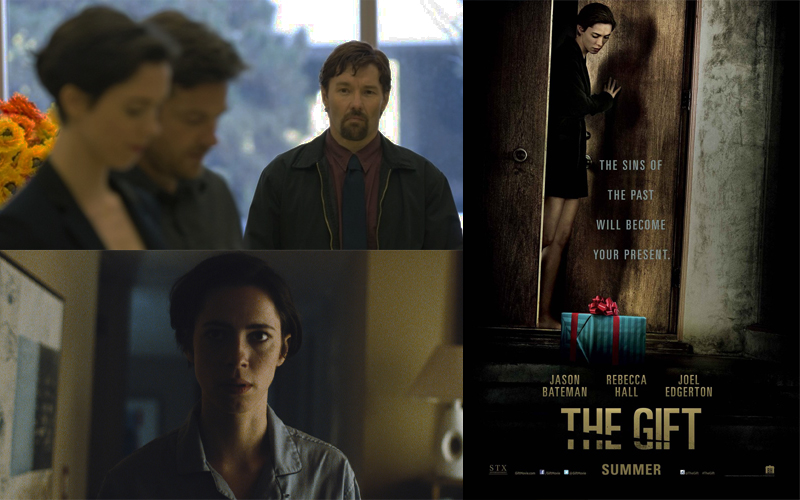 THE SINS OF
THE PAST
WILL BECOME
YOUR PRESENT.
JASON BATEMAN
REBECCA HALL
JOEL EDGERTON
THE GIFT
STX
SUMMER